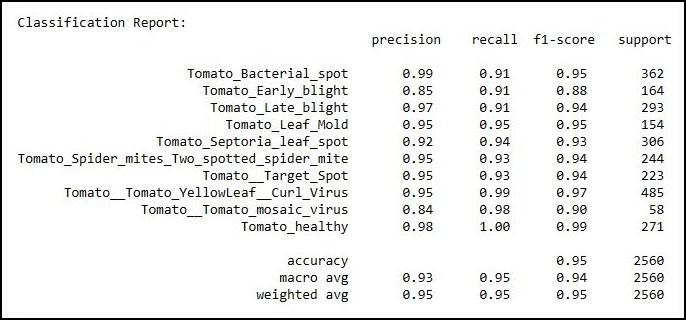 Classification Report:
precision recall f1-score support
Tomato_Bacterial_spot 0.99 0.91 0.95 362
Tomato_Early_blight 0.85 0.91 0.88 164
Tomato_Late_blight 0.97 0.91 0.94 293
Tomato_Leaf_Mold 0.95 0.95 0.95 154
Tomato_Septoria_leaf_spot 0.92 0.94 0.93 306
Tomato_Spider_mites_Two_spotted_spider_mite 0.95 0.93 0.94 244
Tomato__Target_Spot 0.95 0.93 0.94 223
Tomato__Tomato_YellowLeaf__Curl_Virus 0.95 0.99 0.97 485
Tomato__Tomato_mosaic_virus 0.84 0.98 0.90 58
Tomato_healthy 0.98 1.00 0.99 271
accuracy 0.95 2560
macro avg 0.93 0.95 0.94 2560
weighted avg 0.95 0.95 0.95 2560